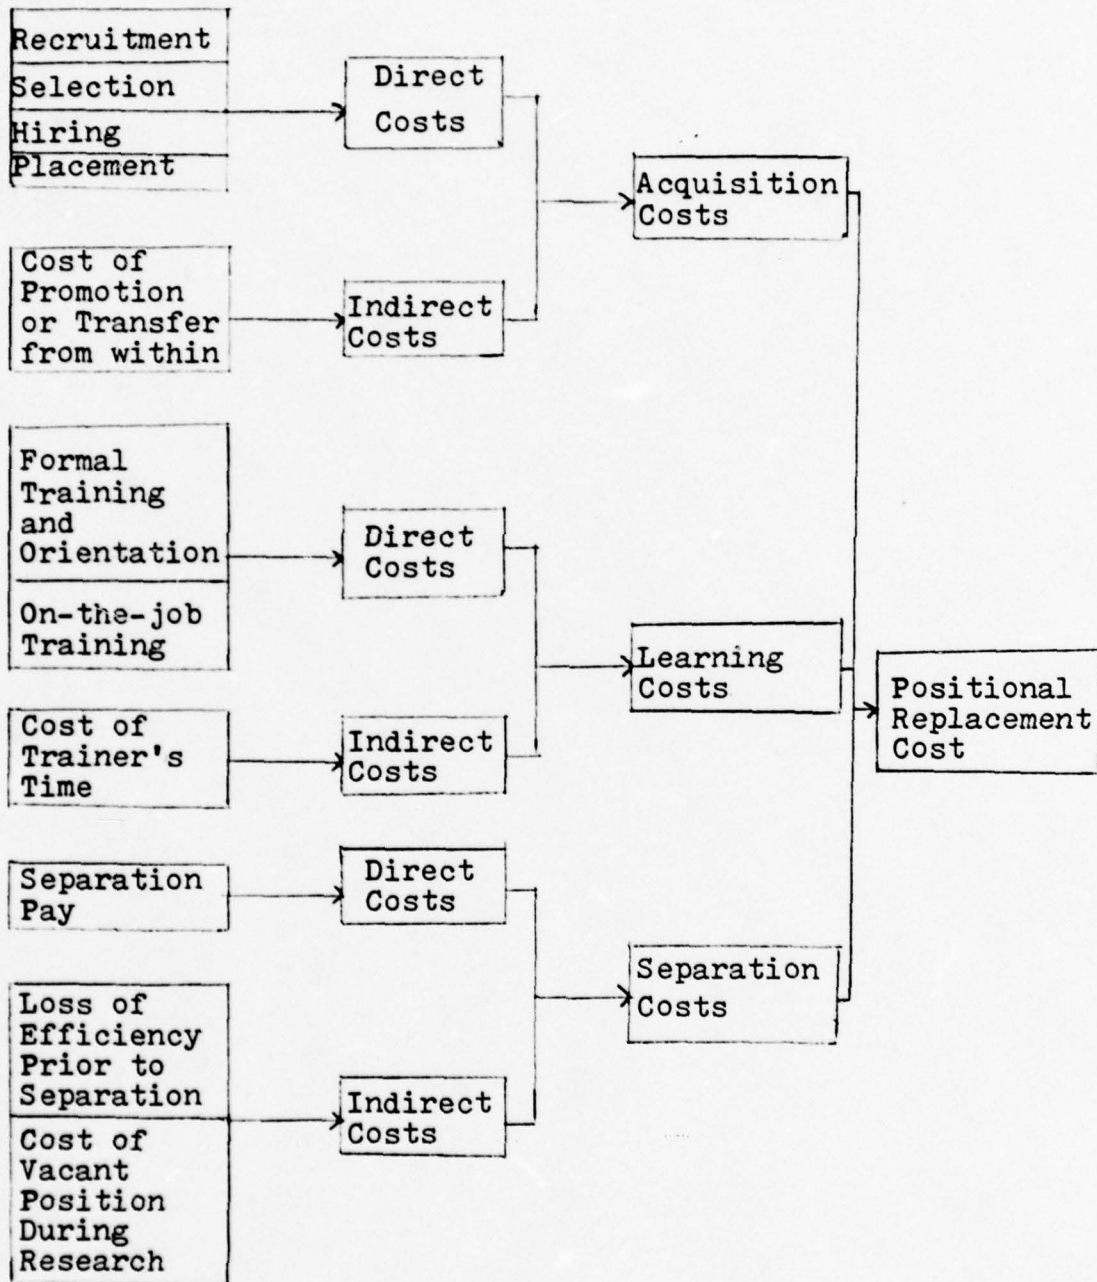 Recruitment
Selection
Hiring
Placement
Direct
Costs
Acquisition
Costs
Cost of
Promotion
or Transfer
from within
Indirect
Costs
Formal
Training
and
Orientation
On-the-job
Training
Direct
Costs
Learning
Costs
Positional
Replacement
Cost
Cost of
Trainer's
Time
Indirect
Costs
Separation
Pay
Direct
Costs
Separation
Costs
Loss of
Efficiency
Prior to
Separation
Cost of
Vacant
Position
During
Research
Indirect
Costs